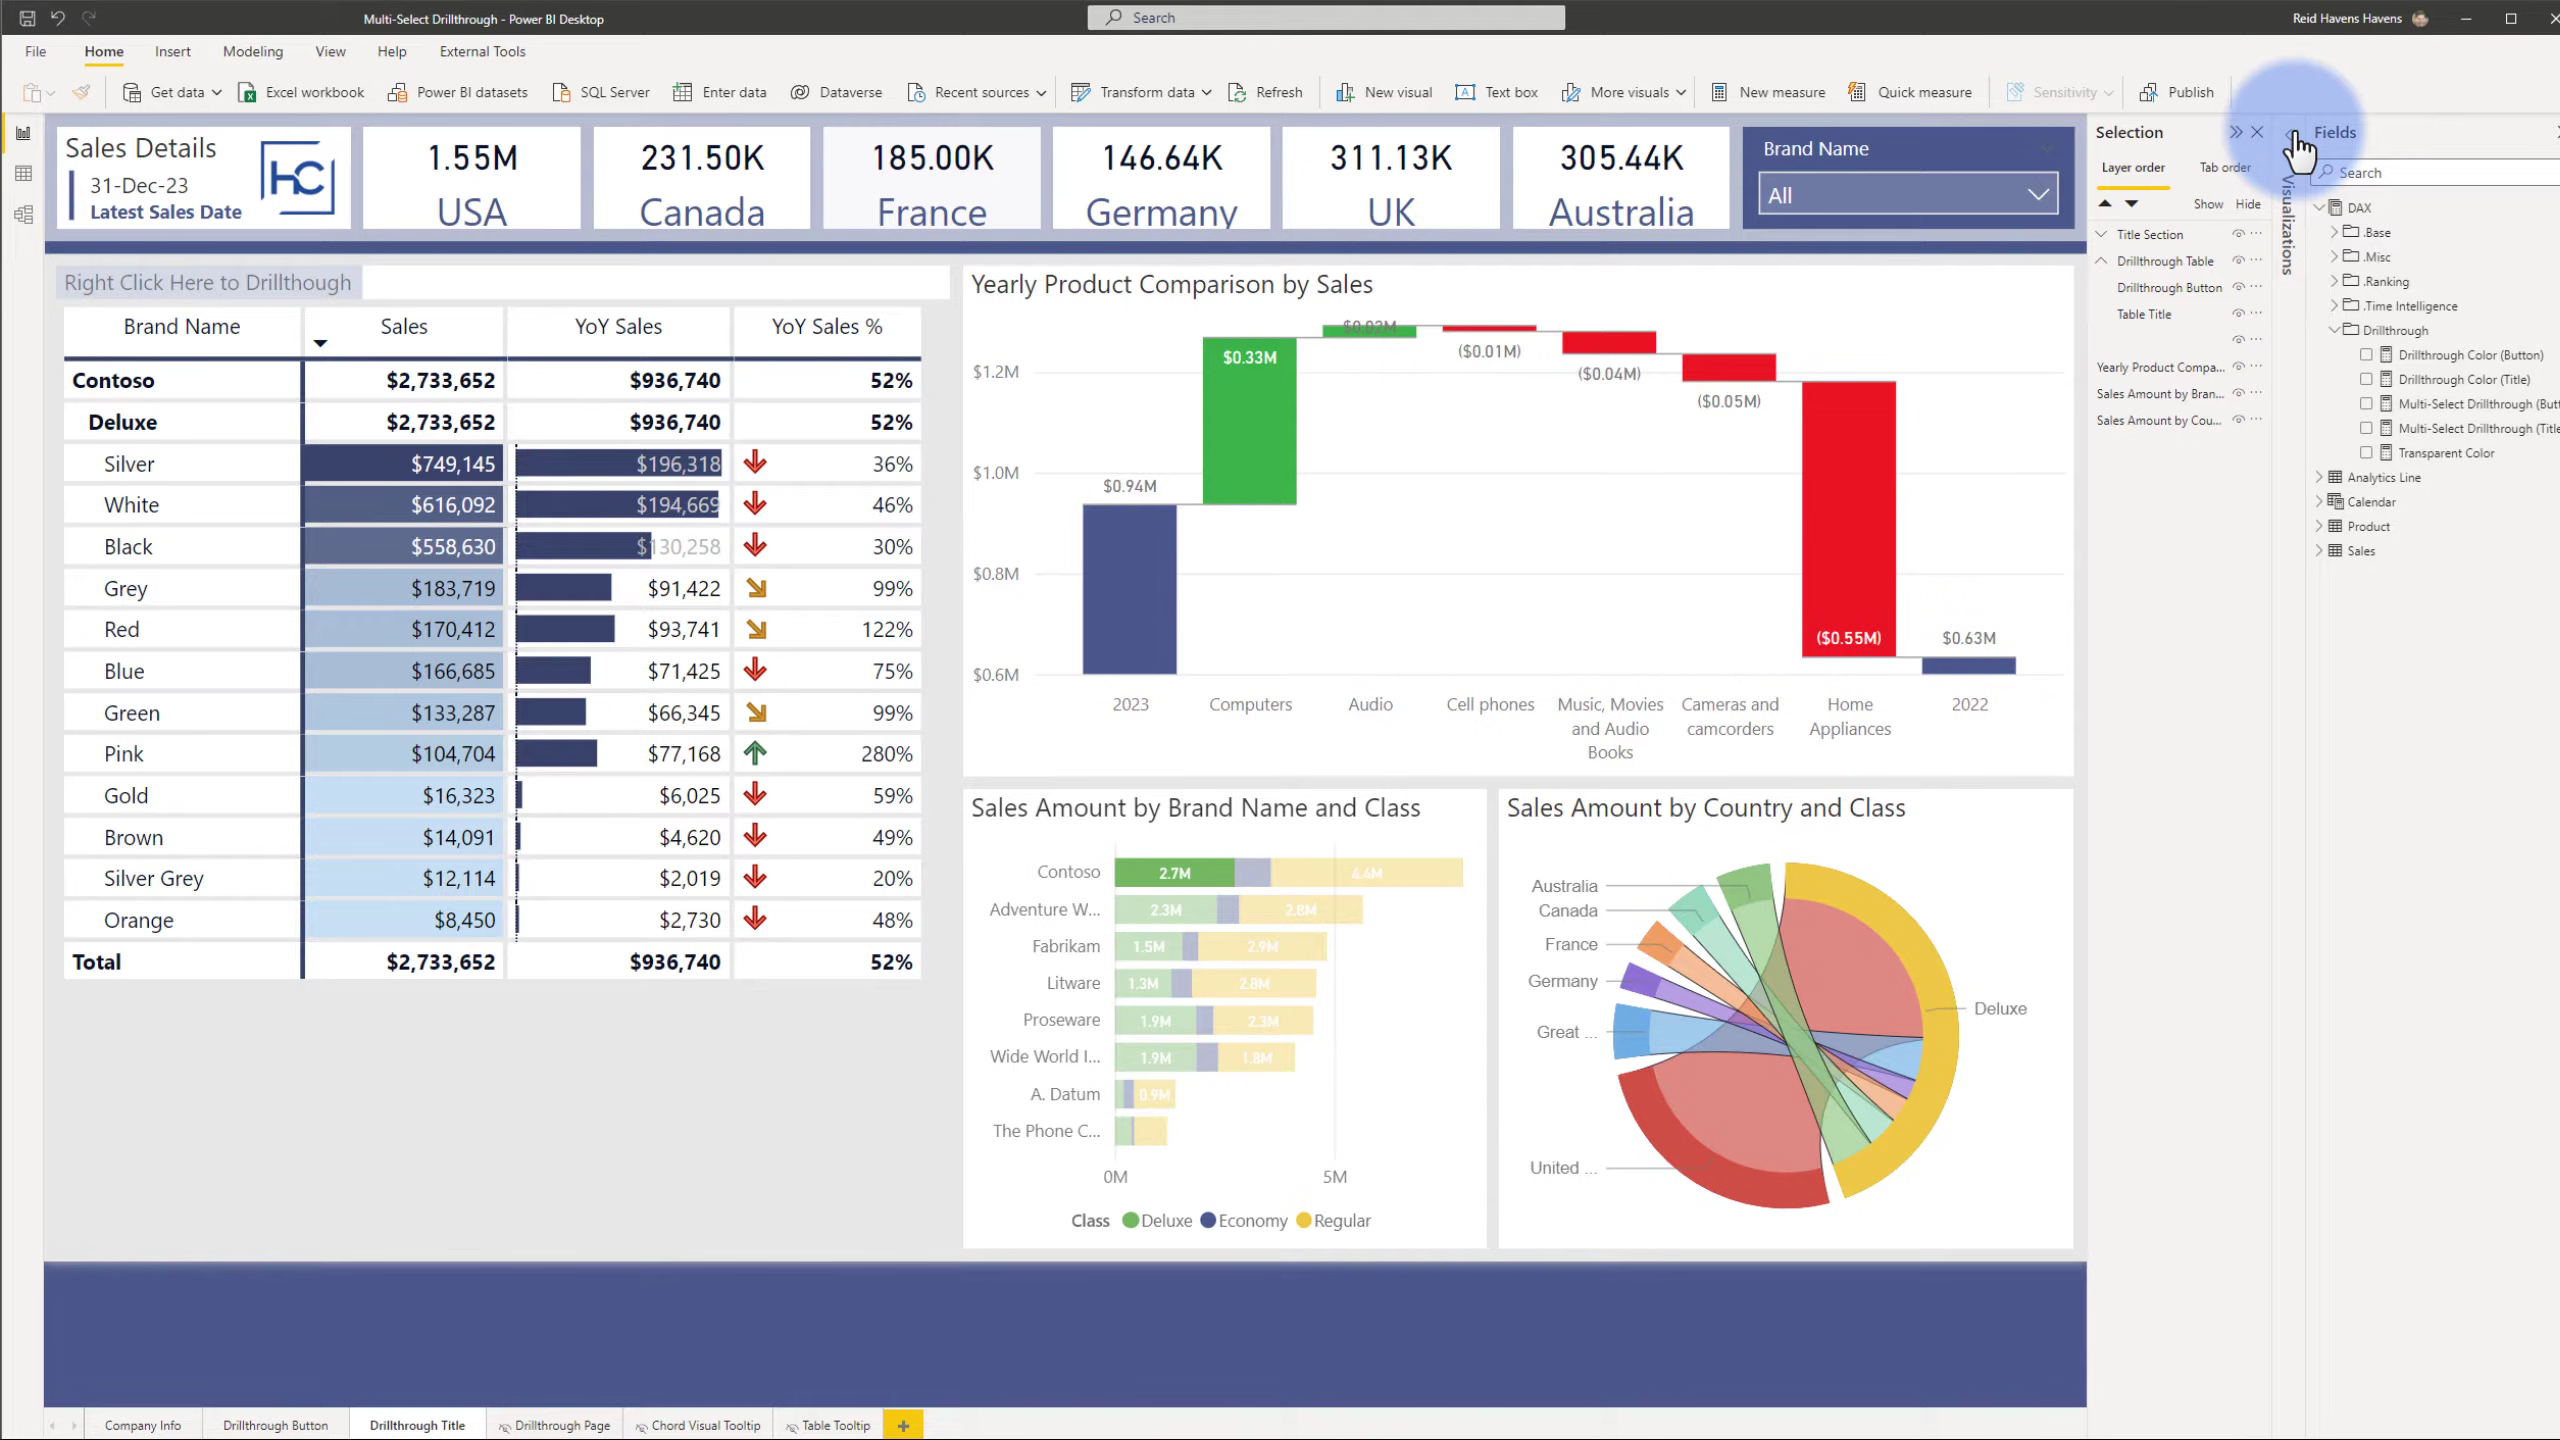 Multi-Select Drillthrough - Power BI Desktop
Search
Reid Havens Havens
File Home Insert Modeling View Help External Tools
Get data Excel workbook Power BI datasets SQL Server Enter data Dataverse Recent sources Transform data Refresh New visual Text box More visuals New measure Quick measure Sensitivity Publish
Sales Details
31-Dec-23
Latest Sales Date
HC
1.55M
USA
231.50K
Canada
185.00K
France
146.64K
Germany
311.13K
UK
305.44K
Australia
Brand Name
All
Right Click Here to Drillthough
Brand Name Sales YoY Sales YoY Sales %
Contoso $2,733,652 $936,740 52%
Deluxe $2,733,652 $936,740 52%
Silver $749,145 $196,318 36%
White $616,092 $194,669 46%
Black $558,630 $130,258 30%
Grey $183,719 $91,422 99%
Red $170,412 $93,741 122%
Blue $166,685 $71,425 75%
Green $133,287 $66,345 99%
Pink $104,704 $77,168 280%
Gold $16,323 $6,025 59%
Brown $14,091 $4,620 49%
Silver Grey $12,114 $2,019 20%
Orange $8,450 $2,730 48%
Total $2,733,652 $936,740 52%
Yearly Product Comparison by Sales
$1.2M
$1.0M
$0.8M
$0.6M
$0.94M
$0.33M
$0.02M
($0.01M)
($0.04M)
($0.05M)
($0.55M)
$0.63M
2023
Computers
Audio
Cell phones
Music, Movies
and Audio
Books
Cameras and
camcorders
Home
Appliances
2022
Sales Amount by Brand Name and Class
Contoso 2.7M 4.4M
Adventure W... 2.3M 2.8M
Fabrikam 1.5M 2.9M
Litware 1.3M 2.8M
Proseware 1.9M 2.3M
Wide World I... 1.9M 1.8M
A. Datum 0.9M
The Phone C...
0M 5M
Class Deluxe Economy Regular
Sales Amount by Country and Class
Australia
Canada
France
Germany
Great ...
United ...
Deluxe
Selection
Layer order Tab order
Show Hide
Title Section
Drillthrough Table
Drillthrough Button
Table Title
Yearly Product Compa...
Sales Amount by Bran...
Sales Amount by Cou...
Visualizations
Fields
Search
DAX
.Base
.Misc
.Ranking
.Time Intelligence
Drillthrough
Drillthrough Color (Button)
Drillthrough Color (Title)
Multi-Select Drillthrough (Butt
Multi-Select Drillthrough (Title
Transparent Color
Analytics Line
Calendar
Product
Sales
Company Info Drillthrough Button Drillthrough Title Drillthrough Page Chord Visual Tooltip Table Tooltip